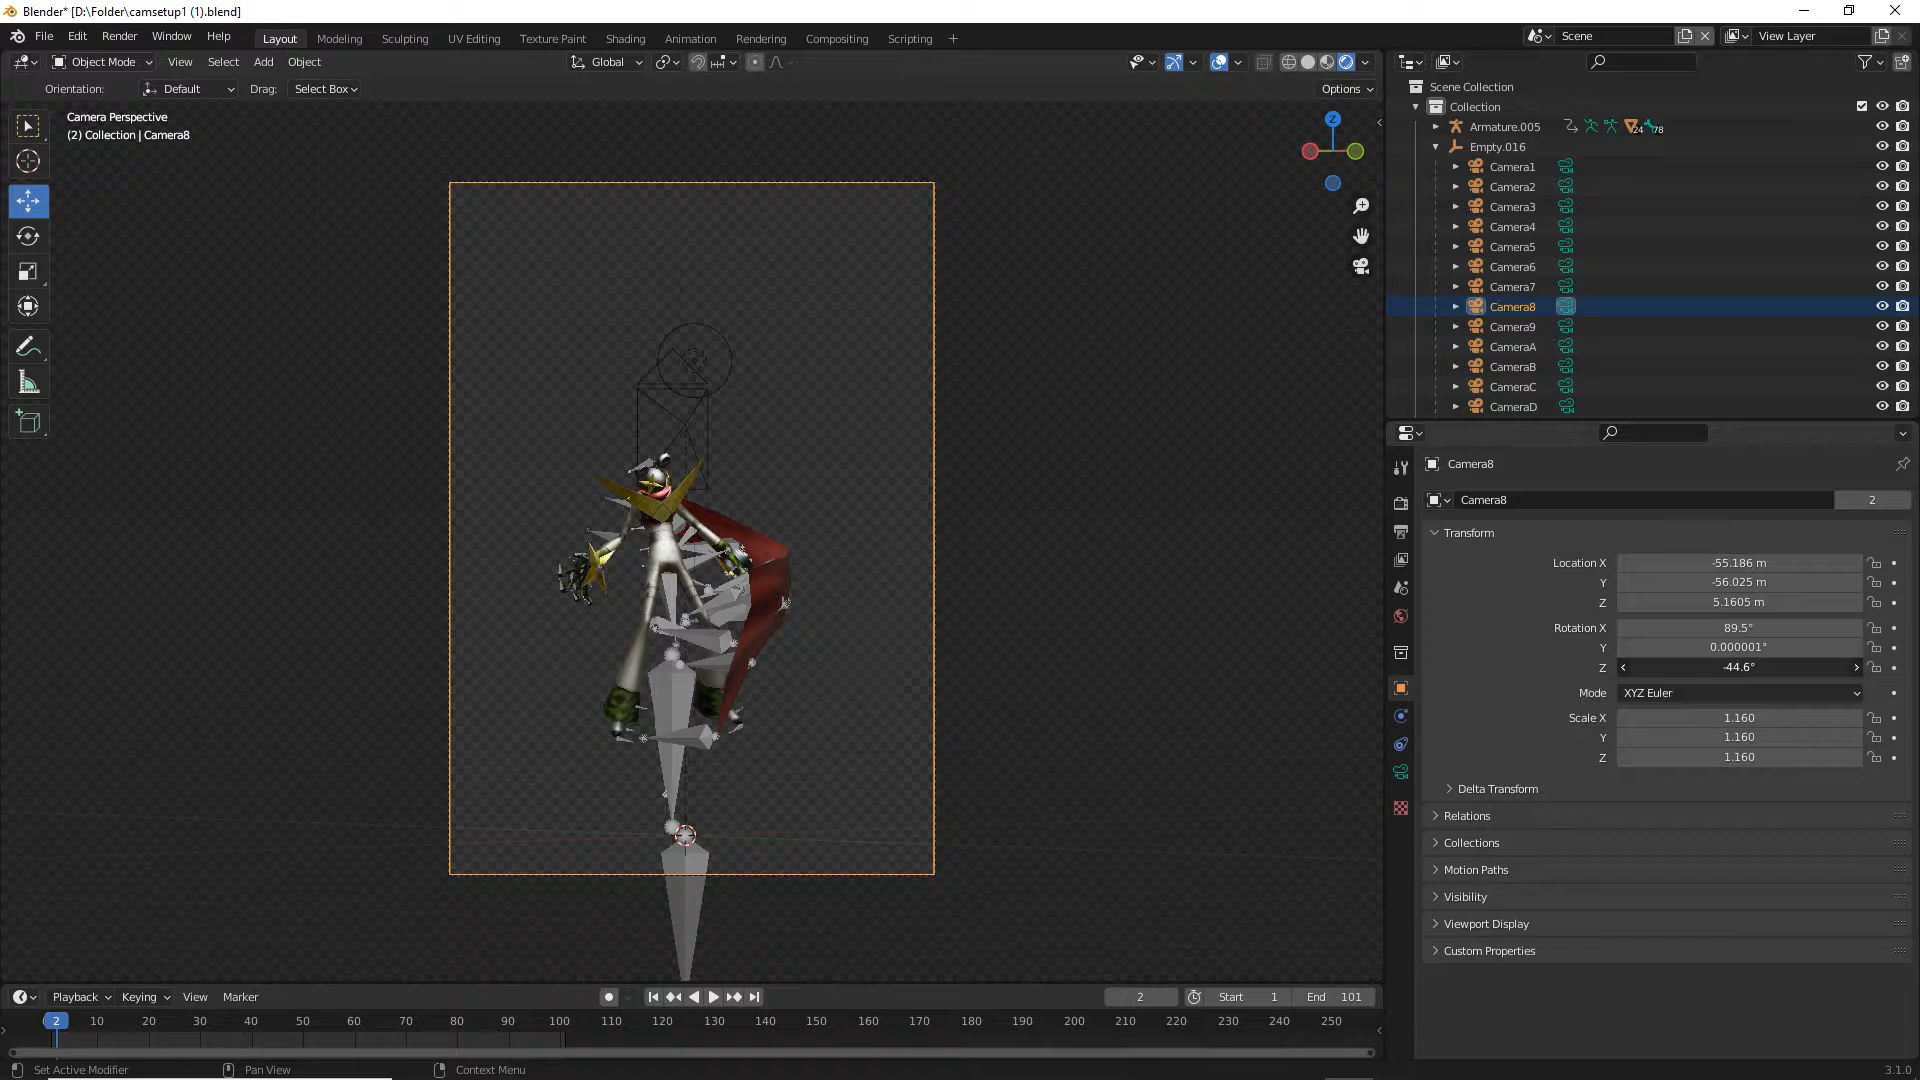 Blender* [D:\Folder\camsetup1 (1).blend]
File Edit Render Window Help Layout Modeling Sculpting UV Editing Texture Paint Shading Animation Rendering Compositing Scripting + Scene View Layer
Object Mode View Select Add Object Global
Orientation: Default Drag: Select Box Options
Camera Perspective
(2) Collection | Camera8
Z
Scene Collection
Collection
Armature.005 24 78
Empty.016
Camera1
Camera2
Camera3
Camera4
Camera5
Camera6
Camera7
Camera8
Camera9
CameraA
CameraB
CameraC
CameraD
Camera8
Camera8 2
Transform
Location X -55.186 m
Y -56.025 m
Z 5.1605 m
Rotation X 89.5°
Y 0.000001°
Z -44.6°
Mode XYZ Euler
Scale X 1.160
Y 1.160
Z 1.160
Delta Transform
Relations
Collections
Motion Paths
Visibility
Viewport Display
Custom Properties
Playback Keying View Marker 2 Start 1 End 101
2 10 20 30 40 50 60 70 80 90 100 110 120 130 140 150 160 170 180 190 200 210 220 230 240 250
Set Active Modifier Pan View Context Menu 3.1.0